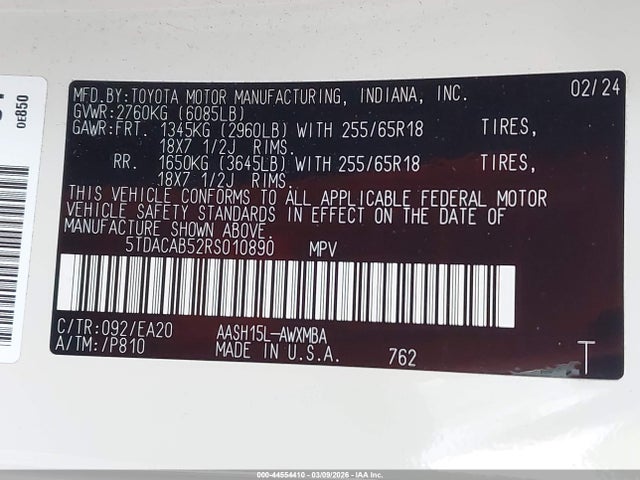 MFD.BY:TOYOTA MOTOR MANUFACTURING, INDIANA, INC. 02/24
GVWR:2760KG (6085LB)
GAWR:FRT. 1345KG (2960LB) WITH 255/65R18 TIRES,
18X7 1/2J RIMS.
RR. 1650KG (3645LB) WITH 255/65R18 TIRES,
18X7 1/2J RIMS.
THIS VEHICLE CONFORMS TO ALL APPLICABLE FEDERAL MOTOR
VEHICLE SAFETY STANDARDS IN EFFECT ON THE DATE OF
MANUFACTURE SHOWN ABOVE.
5TDACAB52RS010890 MPV
C/TR:092/EA20 AASH15L-AWXMBA
A/TM:/P810 MADE IN U.S.A. 762 T
000-44554410 - 03/09/2026 - IAA Inc.